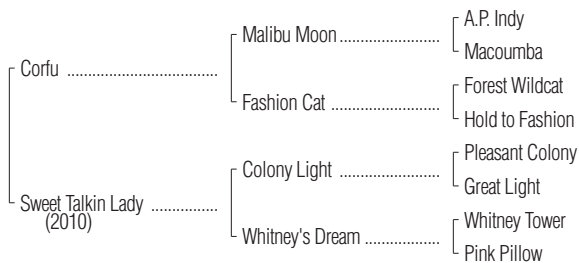 A.P. Indy
Malibu Moon
Macoumba
Corfu
Forest Wildcat
Fashion Cat
Hold to Fashion
Pleasant Colony
Colony Light
Great Light
Sweet Talkin Lady
(2010)
Whitney Tower
Whitney's Dream
Pink Pillow